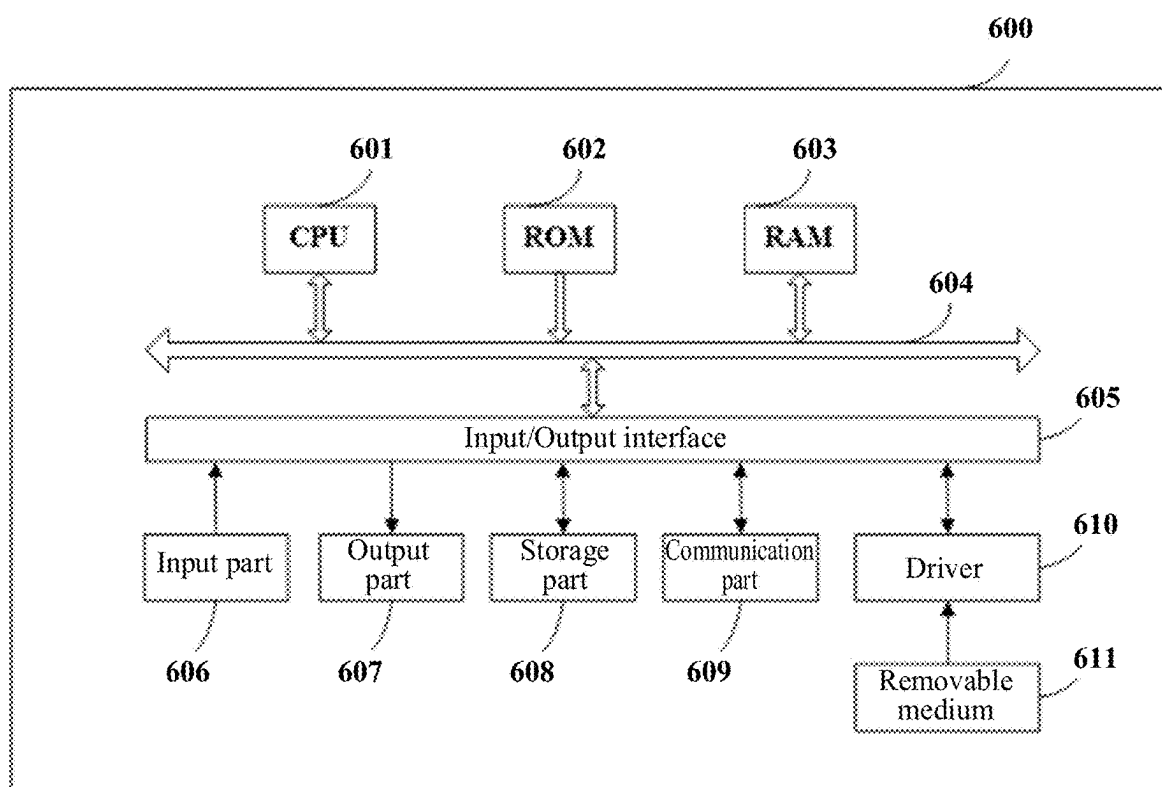 600
601
602
603
CPU
ROM
RAM
604
605
Input/Output interface
610
Input part
Output
part
Storage
part
Communication
part
Driver
606
607
608
609
611
Removable
medium